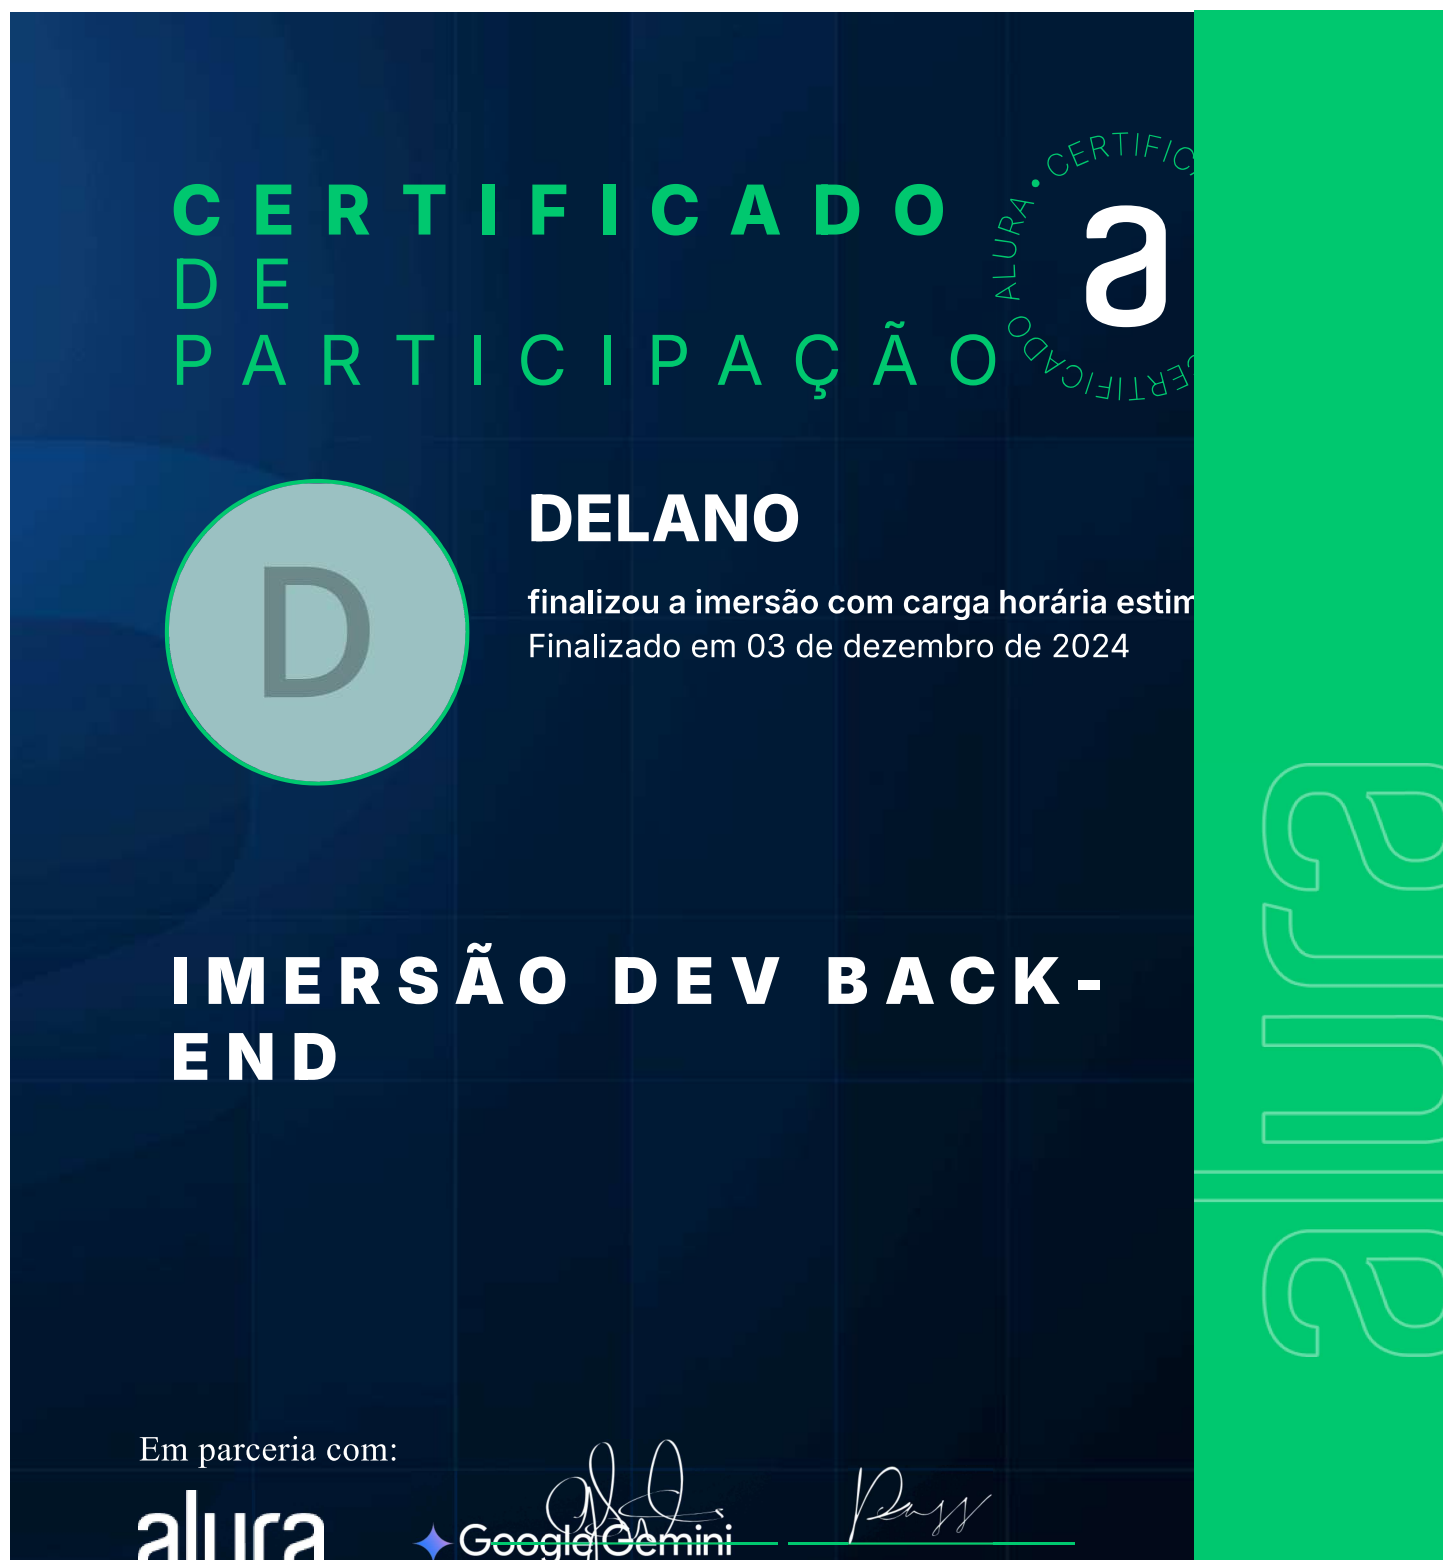 CERTIFICADO
DE
PARTICIPAÇÃO
CERTIFICADO ALURA • CERTIFIC
a
D
DELANO
finalizou a imersão com carga horária estim
Finalizado em 03 de dezembro de 2024
IMERSÃO DEV BACK-
END
alura
Em parceria com:
alura
Google Gemini